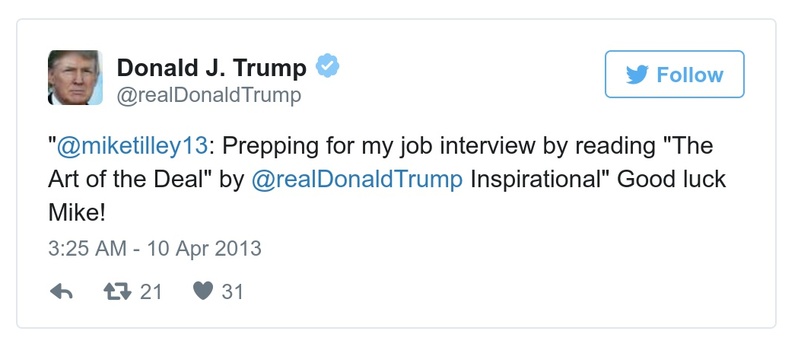 Donald J. Trump
@realDonaldTrump
Follow
"@miketilley13: Prepping for my job interview by reading "The
Art of the Deal" by @realDonaldTrump Inspirational" Good luck
Mike!
3:25 AM - 10 Apr 2013
21 31